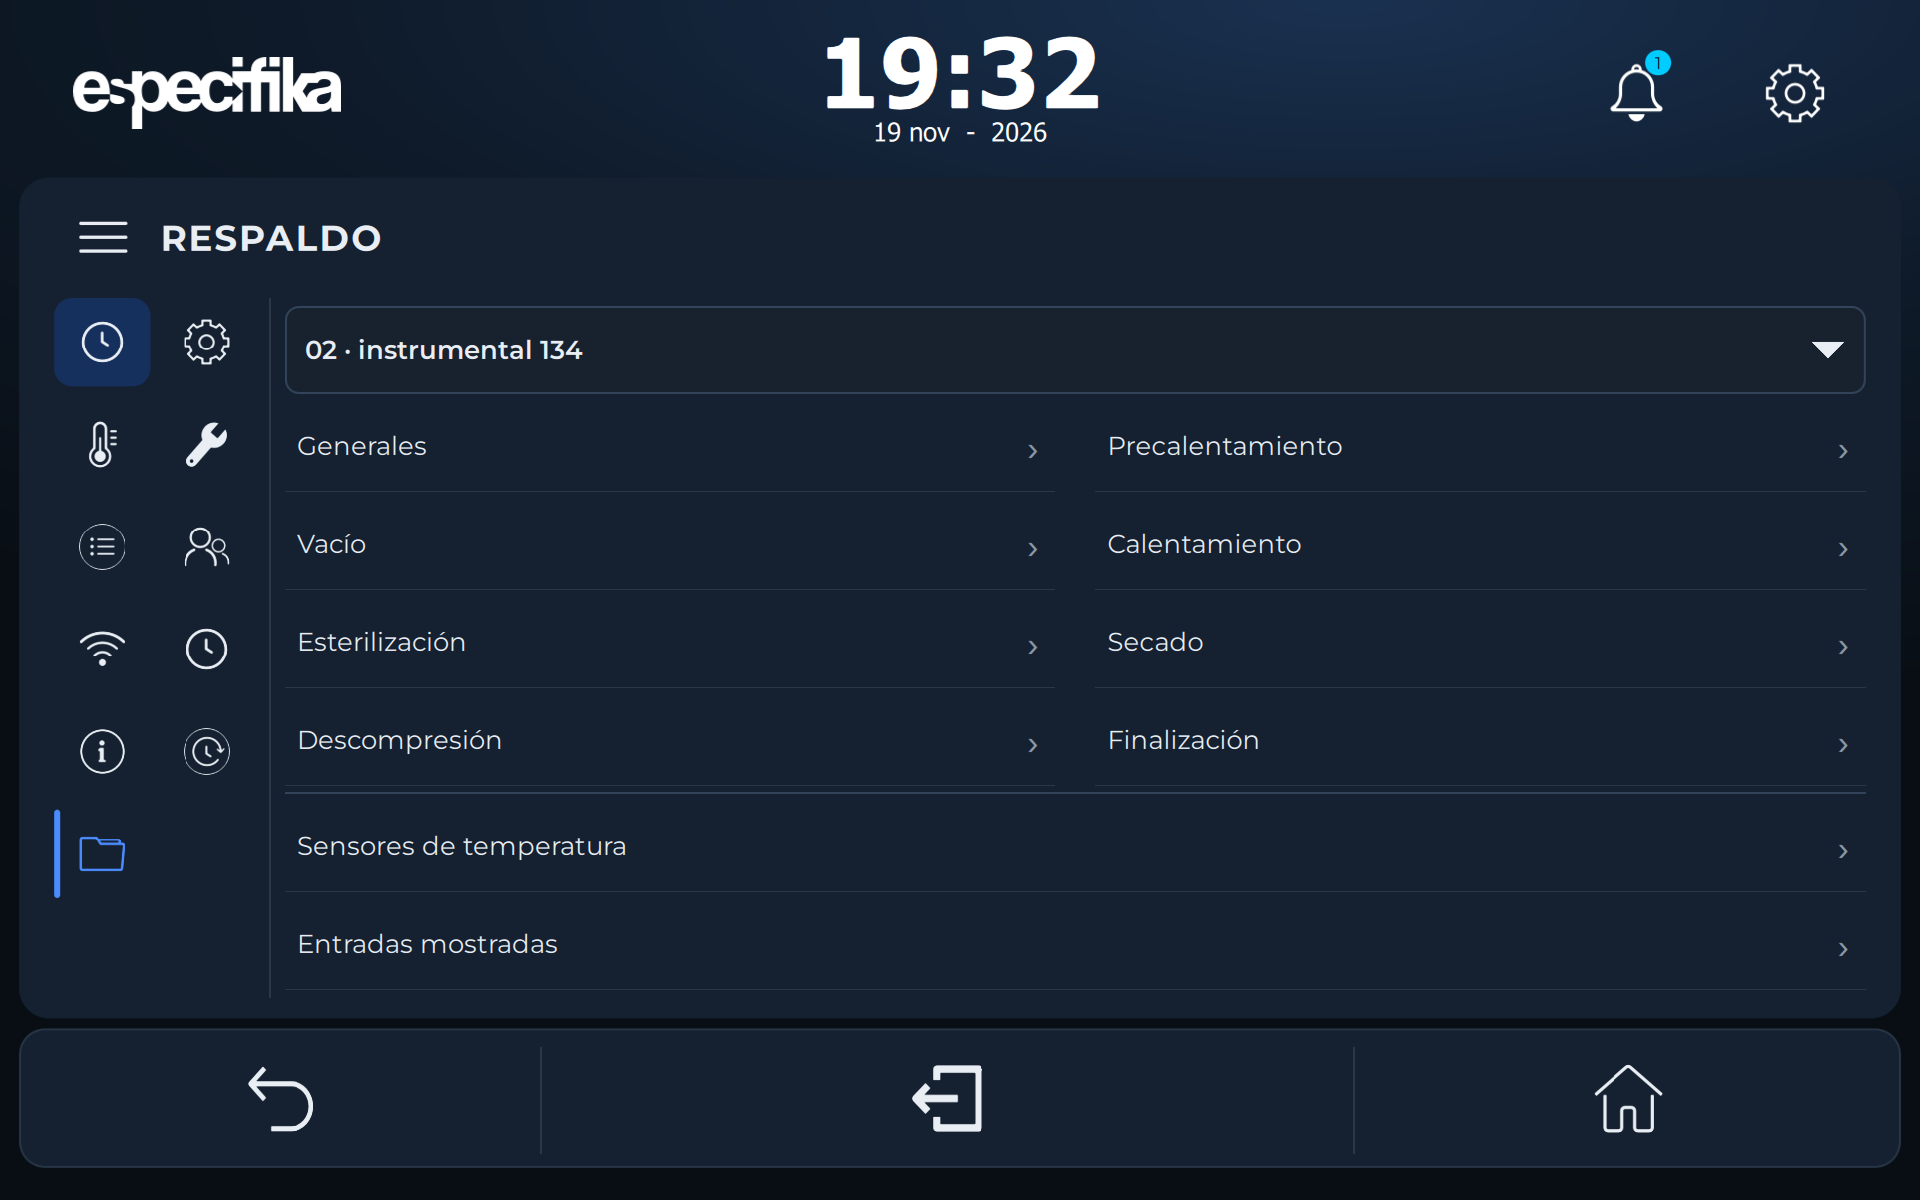 especifika
19:32
19 nov - 2026
1
RESPALDO
02 · instrumental 134
Generales
Precalentamiento
Vacío
Calentamiento
Esterilización
Secado
Descompresión
Finalización
Sensores de temperatura
Entradas mostradas